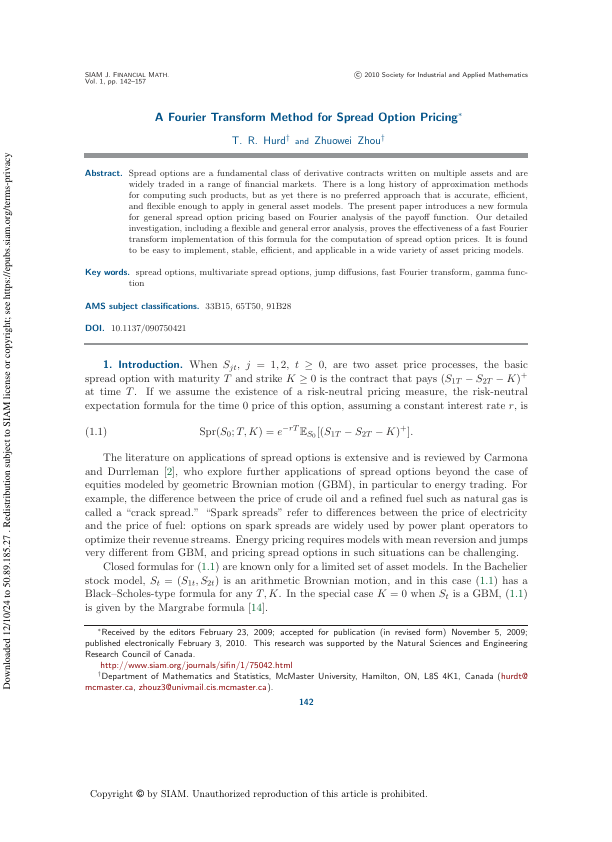 SIAM J. FINANCIAL MATH.
Vol. 1, pp. 142–157
© 2010 Society for Industrial and Applied Mathematics
A Fourier Transform Method for Spread Option Pricing*
T. R. Hurd† and Zhuowei Zhou†
Abstract. Spread options are a fundamental class of derivative contracts written on multiple assets and are
widely traded in a range of financial markets. There is a long history of approximation methods
for computing such products, but as yet there is no preferred approach that is accurate, efficient,
and flexible enough to apply in general asset models. The present paper introduces a new formula
for general spread option pricing based on Fourier analysis of the payoff function. Our detailed
investigation, including a flexible and general error analysis, proves the effectiveness of a fast Fourier
transform implementation of this formula for the computation of spread option prices. It is found
to be easy to implement, stable, efficient, and applicable in a wide variety of asset pricing models.
Key words. spread options, multivariate spread options, jump diffusions, fast Fourier transform, gamma func-
tion
AMS subject classifications. 33B15, 65T50, 91B28
DOI. 10.1137/090750421
1. Introduction. When S_{jt}, j = 1, 2, t ≥ 0, are two asset price processes, the basic
spread option with maturity T and strike K ≥ 0 is the contract that pays (S_{1T} − S_{2T} − K)^+
at time T. If we assume the existence of a risk-neutral pricing measure, the risk-neutral
expectation formula for the time 0 price of this option, assuming a constant interest rate r, is
(1.1) Spr(S_0; T, K) = e^{−rT} 𝔼_{S_0}[(S_{1T} − S_{2T} − K)^+].
The literature on applications of spread options is extensive and is reviewed by Carmona
and Durrleman [2], who explore further applications of spread options beyond the case of
equities modeled by geometric Brownian motion (GBM), in particular to energy trading. For
example, the difference between the price of crude oil and a refined fuel such as natural gas is
called a “crack spread.” “Spark spreads” refer to differences between the price of electricity
and the price of fuel: options on spark spreads are widely used by power plant operators to
optimize their revenue streams. Energy pricing requires models with mean reversion and jumps
very different from GBM, and pricing spread options in such situations can be challenging.
Closed formulas for (1.1) are known only for a limited set of asset models. In the Bachelier
stock model, S_t = (S_{1t}, S_{2t}) is an arithmetic Brownian motion, and in this case (1.1) has a
Black–Scholes-type formula for any T, K. In the special case K = 0 when S_t is a GBM, (1.1)
is given by the Margrabe formula [14].
*Received by the editors February 23, 2009; accepted for publication (in revised form) November 5, 2009;
published electronically February 3, 2010. This research was supported by the Natural Sciences and Engineering
Research Council of Canada.
http://www.siam.org/journals/sifin/1/75042.html
†Department of Mathematics and Statistics, McMaster University, Hamilton, ON, L8S 4K1, Canada (hurdt@
mcmaster.ca, zhouz3@univmail.cis.mcmaster.ca).
142
Copyright © by SIAM. Unauthorized reproduction of this article is prohibited.
Downloaded 12/10/24 to 50.89.185.27 . Redistribution subject to SIAM license or copyright; see https://epubs.siam.org/terms-privacy